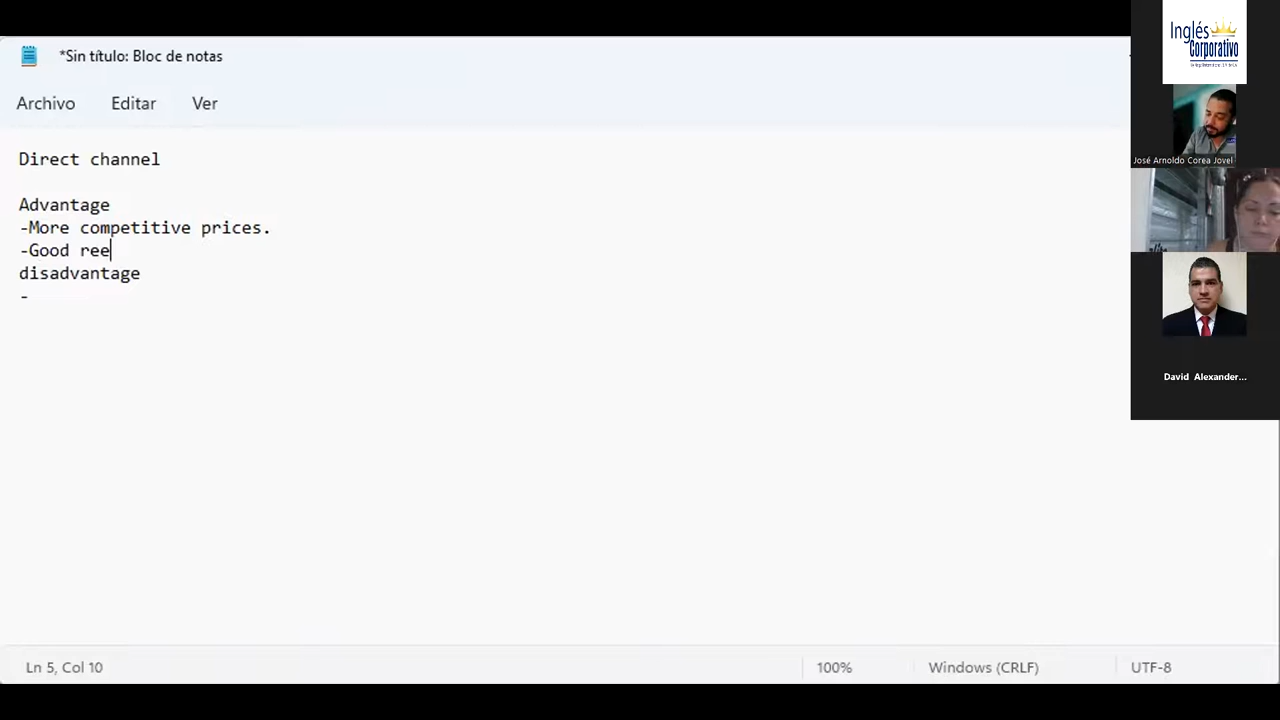 *Sin título: Bloc de notas
Archivo Editar Ver
Direct channel
Advantage
-More competitive prices.
-Good ree
disadvantage
-
Ln 5, Col 10
100%
Windows (CRLF)
UTF-8
Inglés
Corporativo
José Arnoldo Corea Jovel
David Alexander...